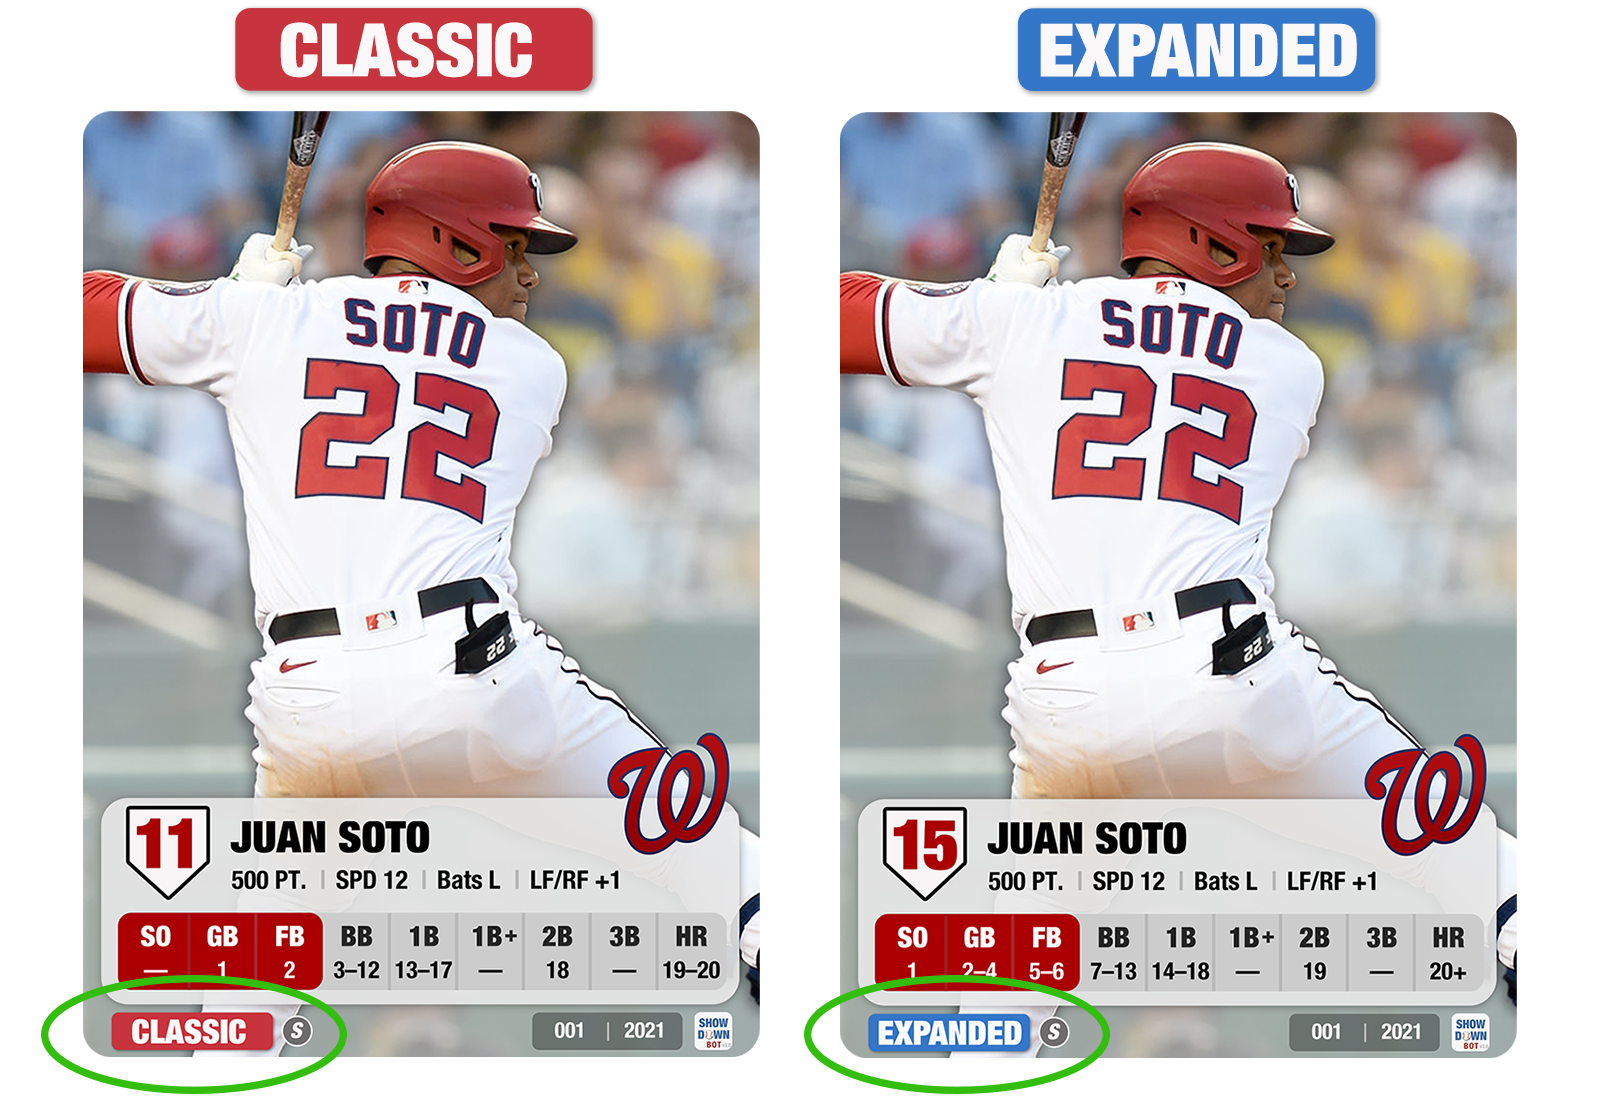 CLASSIC
EXPANDED
SOTO
22
22
11 JUAN SOTO
500 PT. | SPD 12 | Bats L | LF/RF +1
SO GB FB BB 1B 1B+ 2B 3B HR
— 1 2 3–12 13–17 — 18 — 19–20
CLASSIC S 001 | 2021 SHOW DOWN BOT
SOTO
22
22
15 JUAN SOTO
500 PT. | SPD 12 | Bats L | LF/RF +1
SO GB FB BB 1B 1B+ 2B 3B HR
1 2–4 5–6 7–13 14–18 — 19 — 20+
EXPANDED S 001 | 2021 SHOW DOWN BOT